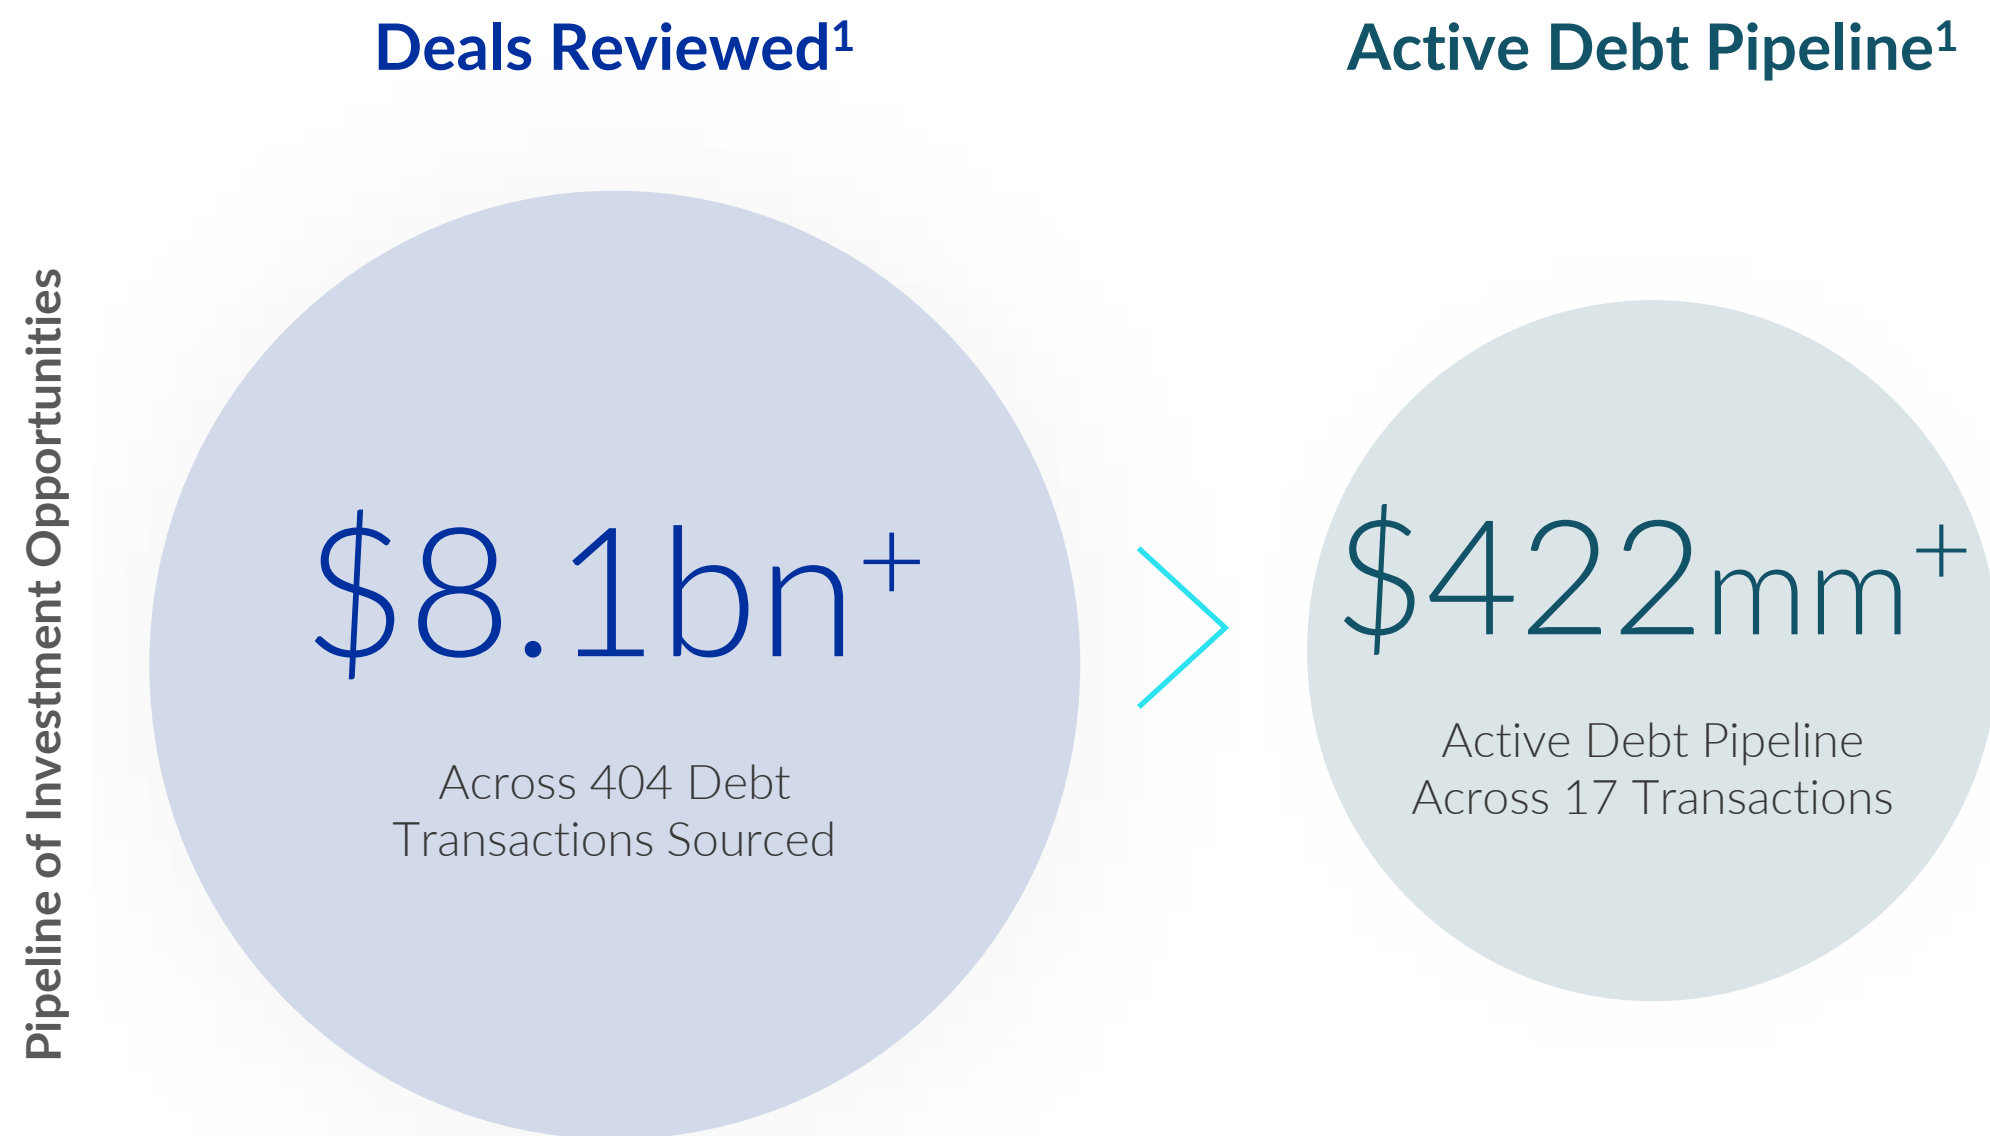 Deals Reviewed¹
Active Debt Pipeline¹
Pipeline of Investment Opportunities
$8.1bn⁺
Across 404 Debt
Transactions Sourced
$422mm⁺
Active Debt Pipeline
Across 17 Transactions